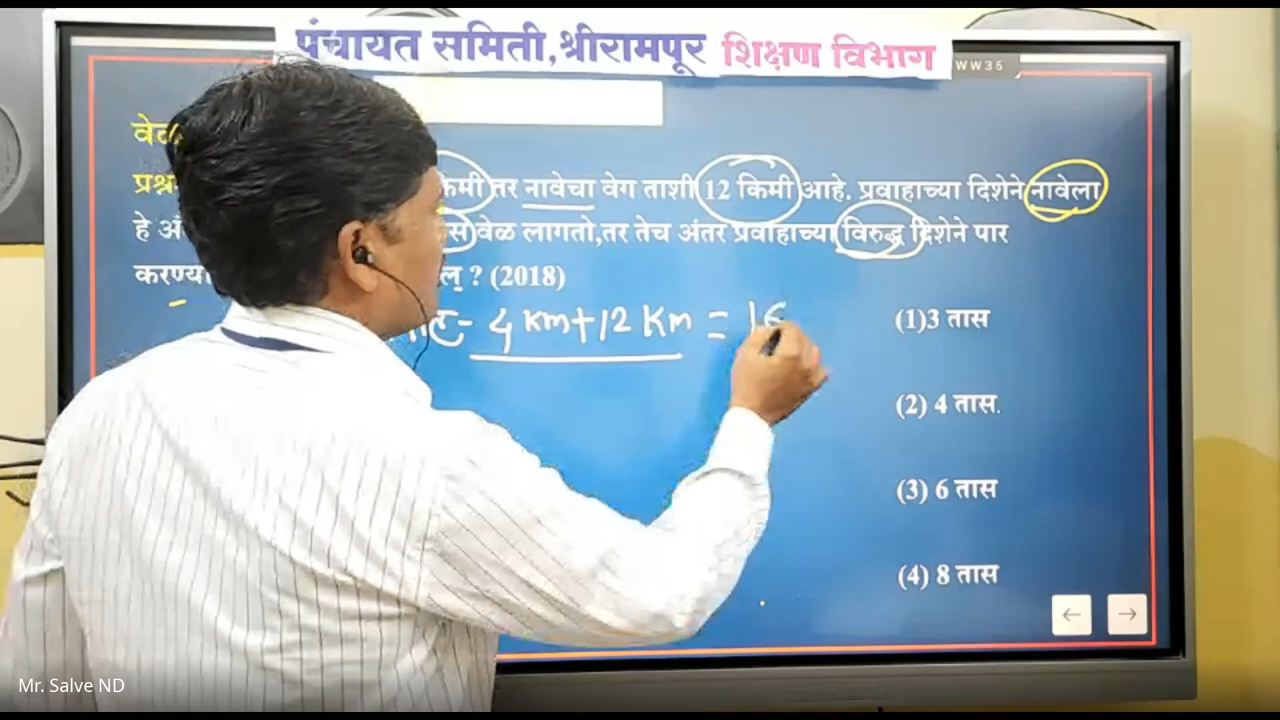 पंचायत समिती,श्रीरामपूर शिक्षण विभाग
WW35
प्रश्न किमी तर नावेचा वेग ताशी 12 किमी आहे. प्रवाहाच्या दिशेने नावेला
हे वेळ लागतो,तर तेच अंतर प्रवाहाच्या विरुद्ध दिशेने पार
? (2018)
4 Km+12 Km = 16
(1)3 तास
(2) 4 तास.
(3) 6 तास
(4) 8 तास
Mr. Salve ND